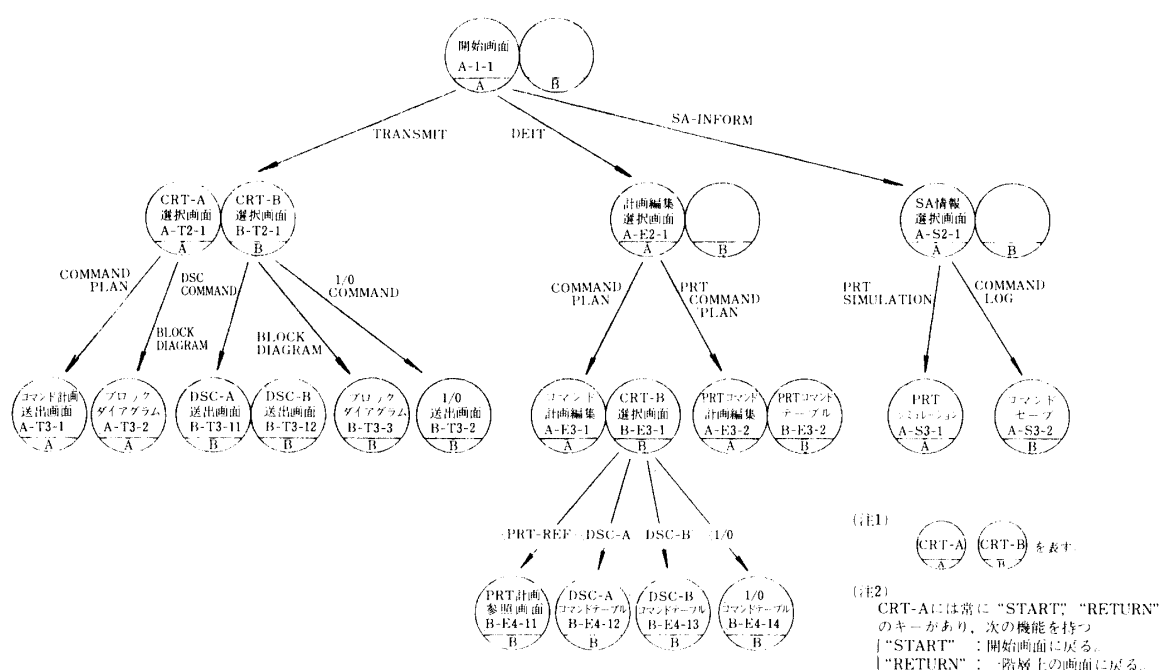 開始画面
A-1-1
A
B
TRANSMIT
DEIT
SA-INFORM
CRT-A
選択画面
A-T2-1
A
CRT-B
選択画面
B-T2-1
B
計画編集
選択画面
A-E2-1
A
B
SA情報
選択画面
A-S2-1
A
B
COMMAND
PLAN
DSC
COMMAND
BLOCK
DIAGRAM
BLOCK
DIAGRAM
1/0
COMMAND
COMMAND
PLAN
PRT
COMMAND
PLAN
PRT
SIMULATION
COMMAND
LOG
コマンド計画
送出画面
A-T3-1
A
ブロック
ダイアグラム
A-T3-2
A
DSC-A
送出画面
B-T3-11
B
DSC-B
送出画面
B-T3-12
B
ブロック
ダイアグラム
B-T3-3
B
1/0
送出画面
B-T3-2
B
コマンド
計画編集
A-E3-1
A
CRT-B
選択画面
B-E3-1
B
PRTコマンド
計画編集
A-E3-2
A
PRTコマンド
テーブル
B-E3-2
B
PRT
シミュレーション
A-S3-1
A
コマンド
セーブ
A-S3-2
B
PRT-REF
DSC-A
DSC-B
1/0
PRT計画
参照画面
B-E4-11
B
DSC-A
コマンドテーブル
B-E4-12
B
DSC-B
コマンドテーブル
B-E4-13
B
1/0
コマンドテーブル
B-E4-14
B
(注1)
CRT-A
A
CRT-B
B
を表す.
(注2)
CRT-Aには常に "START", "RETURN"
のキーがあり, 次の機能を持つ
"START" : 開始画面に戻る.
"RETURN" : 一階層上の画面に戻る.